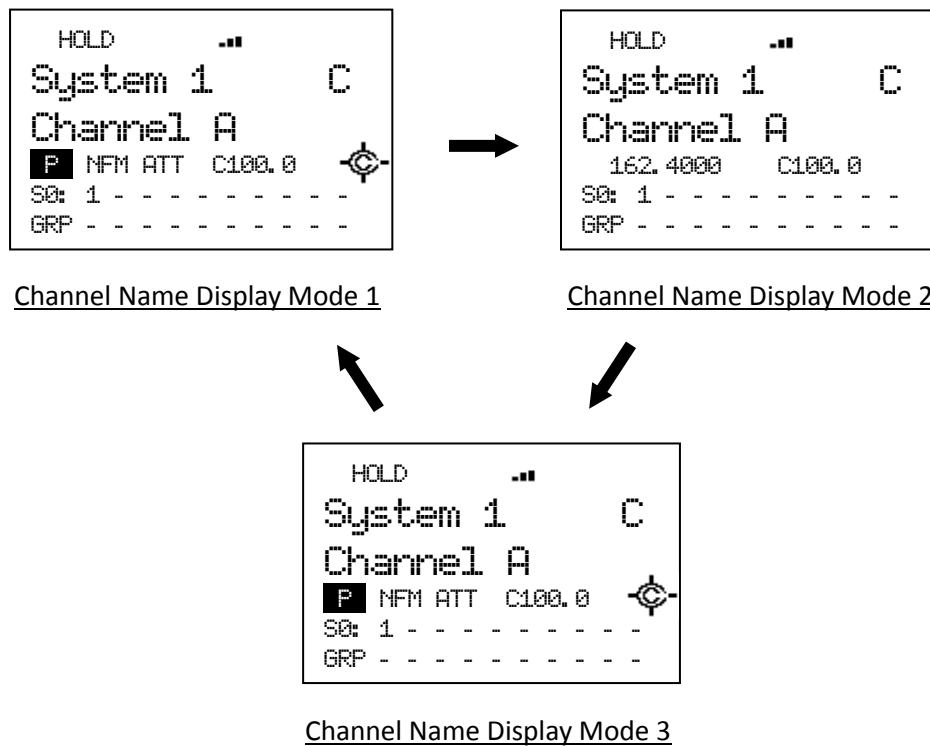 HOLD
System 1 C
Channel A
P NFM ATT C100.0 C
S0: 1 - - - - - - - - -
GRP - - - - - - - - - -
Channel Name Display Mode 1
HOLD
System 1 C
Channel A
162.4000 C100.0
S0: 1 - - - - - - - - -
GRP - - - - - - - - - -
Channel Name Display Mode 2
HOLD
System 1 C
Channel A
P NFM ATT C100.0 C
S0: 1 - - - - - - - - -
GRP - - - - - - - - - -
Channel Name Display Mode 3